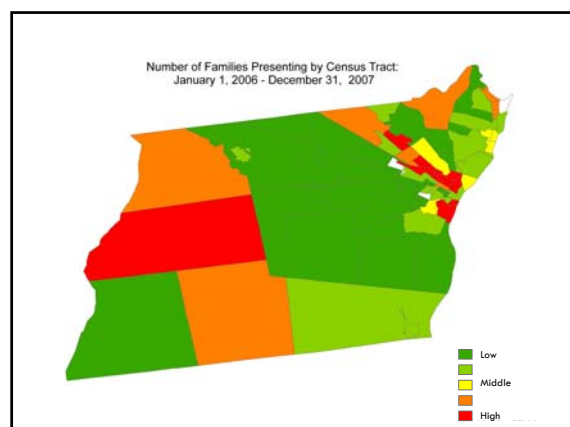 Number of Families Presenting by Census Tract:
January 1, 2006 - December 31, 2007
Low
Middle
High